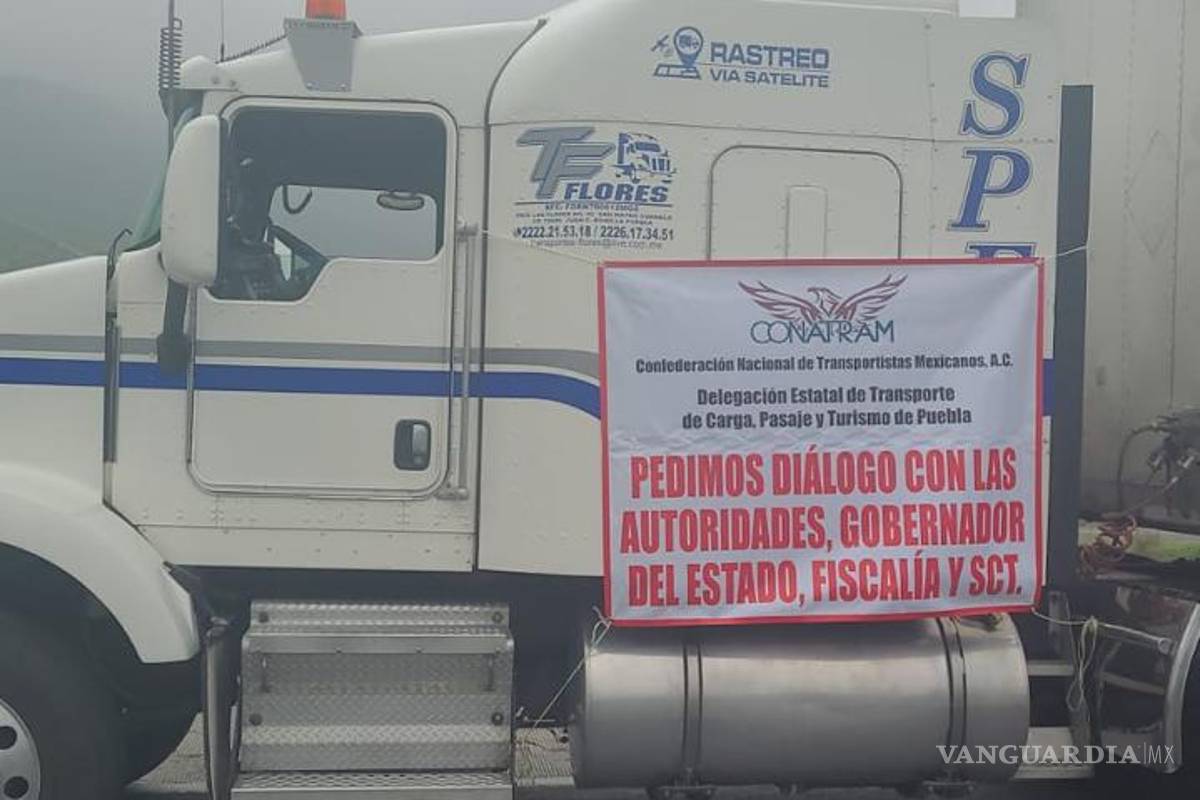 RASTREO
VIA SATELITE
SPE
TF
FLORES
2222.21.53,18 / 2226.17.34.51
CONATRAM
Confederación Nacional de Transportistas Mexicanos, A.C.
Delegación Estatal de Transporte
de Carga, Pasaje y Turismo de Puebla
PEDIMOS DIÁLOGO CON LAS
AUTORIDADES, GOBERNADOR
DEL ESTADO, FISCALÍA Y SCT.
VANGUARDIA|MX